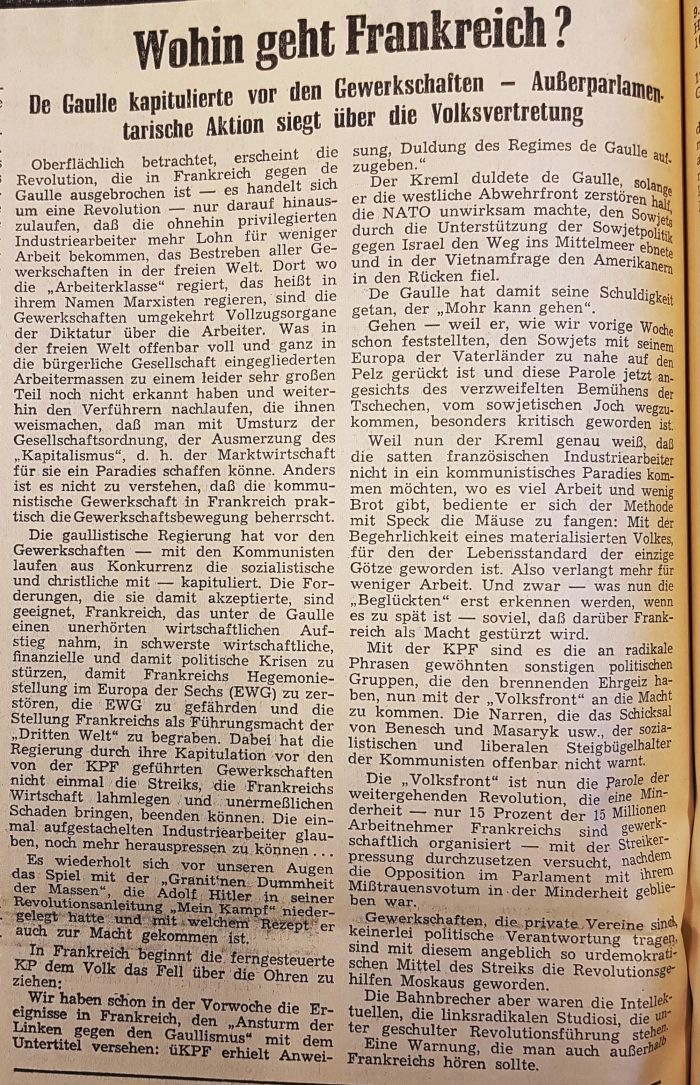 Wohin geht Frankreich?
De Gaulle kapitulierte vor den Gewerkschaften – Außerparlamen-
tarische Aktion siegt über die Volksvertretung
Oberflächlich betrachtet, erscheint die
Revolution, die in Frankreich gegen de
Gaulle ausgebrochen ist — es handelt sich
um eine Revolution — nur darauf hinaus-
zulaufen, daß die ohnehin privilegierten
Industriearbeiter mehr Lohn für weniger
Arbeit bekommen, das Bestreben aller Ge-
werkschaften in der freien Welt. Dort wo
die „Arbeiterklasse" regiert, das heißt in
ihrem Namen Marxisten regieren, sind die
Gewerkschaften umgekehrt Vollzugsorgane
der Diktatur über die Arbeiter. Was in
der freien Welt offenbar voll und ganz in
die bürgerliche Gesellschaft eingegliederten
Arbeitermassen zu einem leider sehr großen
Teil noch nicht erkannt haben und weiter-
hin den Verführern nachlaufen, die ihnen
weismachen, daß man mit Umsturz der
Gesellschaftsordnung, der Ausmerzung des
„Kapitalismus", d. h. der Marktwirtschaft
für sie ein Paradies schaffen könne. Anders
ist es nicht zu verstehen, daß die kommu-
nistische Gewerkschaft in Frankreich prak-
tisch die Gewerkschaftsbewegung beherrscht.
Die gaullistische Regierung hat vor den
Gewerkschaften — mit den Kommunisten
laufen aus Konkurrenz die sozialistische
und christliche mit — kapituliert. Die For-
derungen, die sie damit akzeptierte, sind
geeignet, Frankreich, das unter de Gaulle
einen unerhörten wirtschaftlichen Auf-
stieg nahm, in schwerste wirtschaftliche,
finanzielle und damit politische Krisen zu
stürzen, damit Frankreichs Hegemonie-
stellung im Europa der Sechs (EWG) zu zer-
stören, die EWG zu gefährden und die
Stellung Frankreichs als Führungsmacht der
„Dritten Welt" zu begraben. Dabei hat die
Regierung durch ihre Kapitulation vor den
von der KPF geführten Gewerkschaften
nicht einmal die Streiks, die Frankreichs
Wirtschaft lahmlegen und unermeßlichen
Schaden bringen, beenden können. Die ein-
mal aufgestachelten Industriearbeiter glau-
ben, noch mehr herauspressen zu können . . .
Es wiederholt sich vor unseren Augen
das Spiel mit der „Granit'nen Dummheit
der Massen", die Adolf Hitler in seiner
Revolutionsanleitung „Mein Kampf" nieder-
gelegt hatte und mit welchem Rezept er
auch zur Macht gekommen ist.
In Frankreich beginnt die ferngesteuerte
KP dem Volk das Fell über die Ohren zu
ziehen:
Wir haben schon in der Vorwoche die Er-
eignisse in Frankreich, den „Ansturm der
Linken gegen den Gaullismus" mit dem
Untertitel versehen: üKPF erhielt Anwei-
sung, Duldung des Regimes de Gaulle auf-
zugeben."
Der Kreml duldete de Gaulle, solange
er die westliche Abwehrfront zerstören half,
die NATO unwirksam machte, den Sowjets
durch die Unterstützung der Sowjetpolitik
gegen Israel den Weg ins Mittelmeer ebnete
und in der Vietnamfrage den Amerikanern
in den Rücken fiel.
De Gaulle hat damit seine Schuldigkeit
getan, der „Mohr kann gehen".
Gehen — weil er, wie wir vorige Woche
schon feststellten, den Sowjets mit seinem
Europa der Vaterländer zu nahe auf den
Pelz gerückt ist und diese Parole jetzt an-
gesichts des verzweifelten Bemühens der
Tschechen, vom sowjetischen Joch wegzu-
kommen, besonders kritisch geworden ist.
Weil nun der Kreml genau weiß, daß
die satten französischen Industriearbeiter
nicht in ein kommunistisches Paradies kom-
men möchten, wo es viel Arbeit und wenig
Brot gibt, bediente er sich der Methode
mit Speck die Mäuse zu fangen: Mit der
Begehrlichkeit eines materialisierten Volkes,
für den der Lebensstandard der einzige
Götze geworden ist. Also verlangt mehr für
weniger Arbeit. Und zwar — was nun die
„Beglückten" erst erkennen werden, wenn
es zu spät ist — soviel, daß darüber Frank-
reich als Macht gestürzt wird.
Mit der KPF sind es die an radikale
Phrasen gewöhnten sonstigen politischen
Gruppen, die den brennenden Ehrgeiz ha-
ben, nun mit der „Volksfront" an die Macht
zu kommen. Die Narren, die das Schicksal
von Benesch und Masaryk usw., der sozia-
listischen und liberalen Steigbügelhalter
der Kommunisten offenbar nicht warnt.
Die „Volksfront" ist nun die Parole der
weitergehenden Revolution, die eine Min-
derheit — nur 15 Prozent der 15 Millionen
Arbeitnehmer Frankreichs sind gewerk-
schaftlich organisiert — mit der Streiker-
pressung durchzusetzen versucht, nachdem
die Opposition im Parlament mit ihrem
Mißtrauensvotum in der Minderheit geblie-
ben war.
Gewerkschaften, die private Vereine sind,
keinerlei politische Verantwortung tragen,
sind mit diesem angeblich so urdemokrati-
schen Mittel des Streiks die Revolutionsge-
hilfen Moskaus geworden.
Die Bahnbrecher aber waren die Intellek-
tuellen, die linksradikalen Studiosi, die un-
ter geschulter Revolutionsführung stehen.
Eine Warnung, die man auch außerhalb
Frankreichs hören sollte.